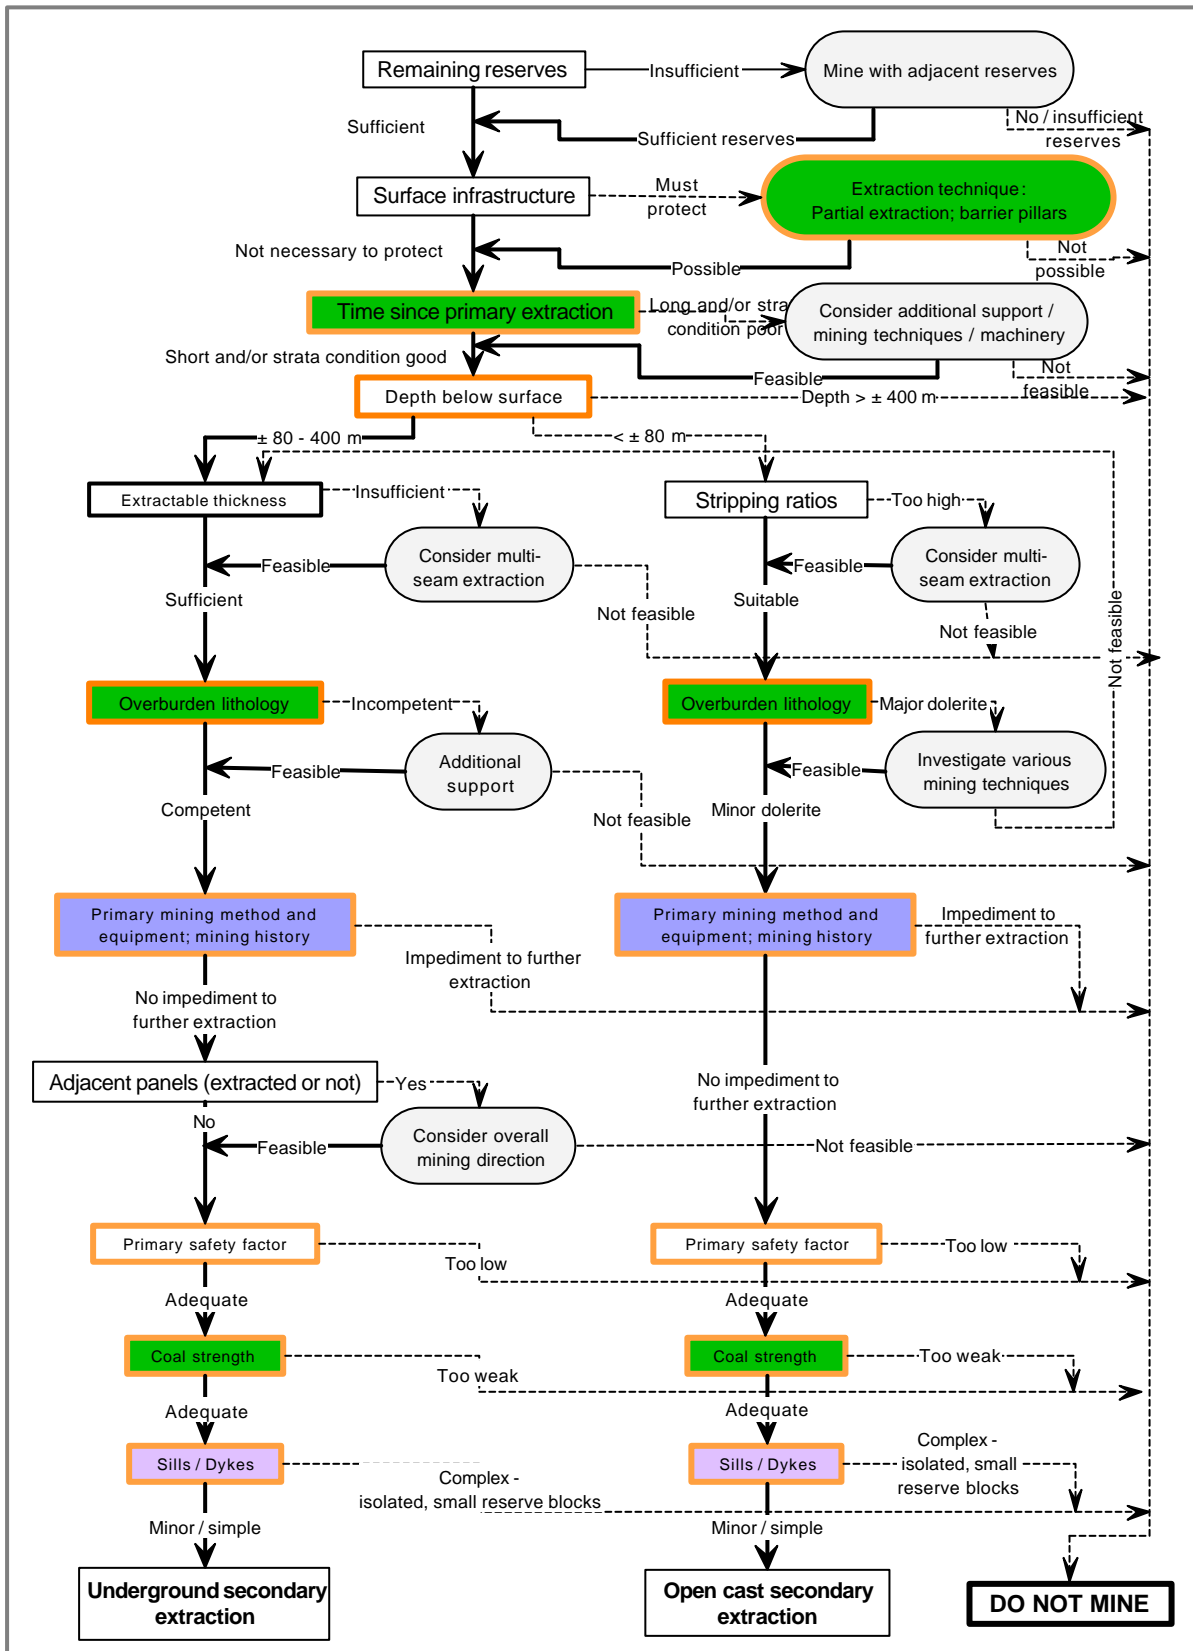 Remaining reserves
Insufficient
Mine with adjacent reserves
Sufficient
Sufficient reserves
No / insufficient
reserves
Surface infrastructure
Must
protect
Extraction technique:
Partial extraction; barrier pillars
Not necessary to protect
Possible
Not
possible
Time since primary extraction
Long and/or strata
condition poor
Consider additional support /
mining techniques / machinery
Short and/or strata condition good
Feasible
Not
feasible
Depth below surface
Depth > ± 400 m
± 80 - 400 m
< ± 80 m
Extractable thickness
Insufficient
Stripping ratios
Too high
Feasible
Consider multi-
seam extraction
Feasible
Consider multi-
seam extraction
Sufficient
Not feasible
Suitable
Not feasible
Not feasible
Overburden lithology
Incompetent
Overburden lithology
Major dolerite
Feasible
Additional
support
Feasible
Investigate various
mining techniques
Competent
Not feasible
Minor dolerite
Primary mining method and
equipment; mining history
Impediment to further
extraction
Primary mining method and
equipment; mining history
Impediment to
further extraction
No impediment to
further extraction
Adjacent panels (extracted or not)
Yes
No impediment to
further extraction
No
Feasible
Consider overall
mining direction
Not feasible
Primary safety factor
Too low
Primary safety factor
Too low
Adequate
Adequate
Coal strength
Too weak
Coal strength
Too weak
Adequate
Adequate
Sills / Dykes
Complex -
isolated, small reserve blocks
Sills / Dykes
Complex -
isolated, small
reserve blocks
Minor / simple
Minor / simple
Underground secondary
extraction
Open cast secondary
extraction
DO NOT MINE